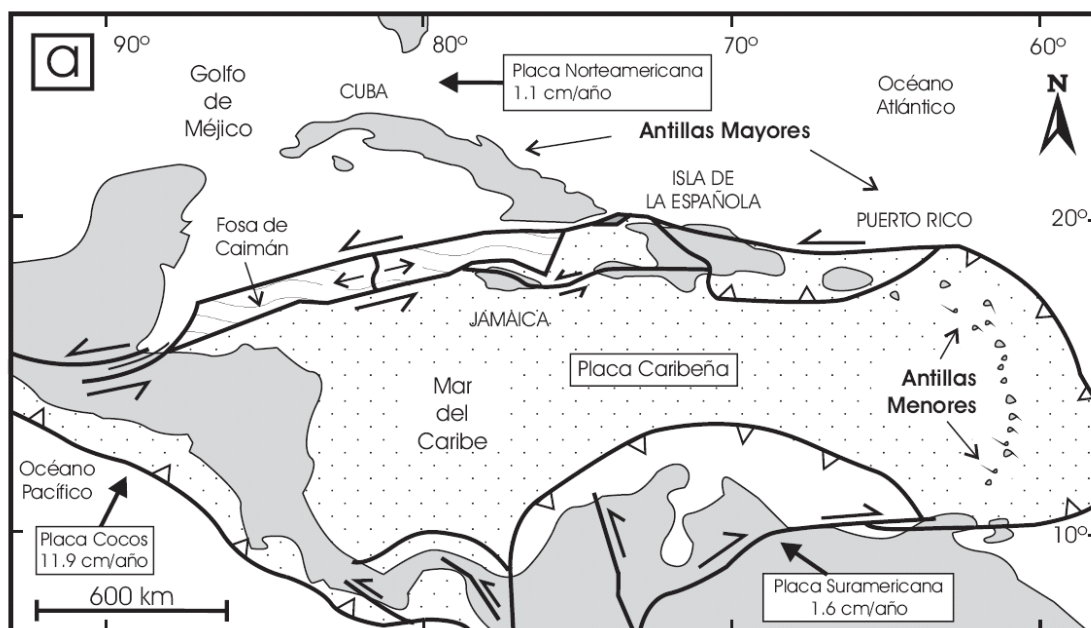 a
90º
80º
70º
60º
Golfo
de
Méjico
CUBA
Placa Norteamericana
1.1 cm/año
Océano
Atlántico
N
Antillas Mayores
ISLA DE
LA ESPAÑOLA
PUERTO RICO
20º
Fosa de
Caimán
JAMAICA
Placa Caribeña
Mar
del
Caribe
Antillas
Menores
Océano
Pacífico
Placa Cocos
11.9 cm/año
10º
Placa Suramericana
1.6 cm/año
600 km